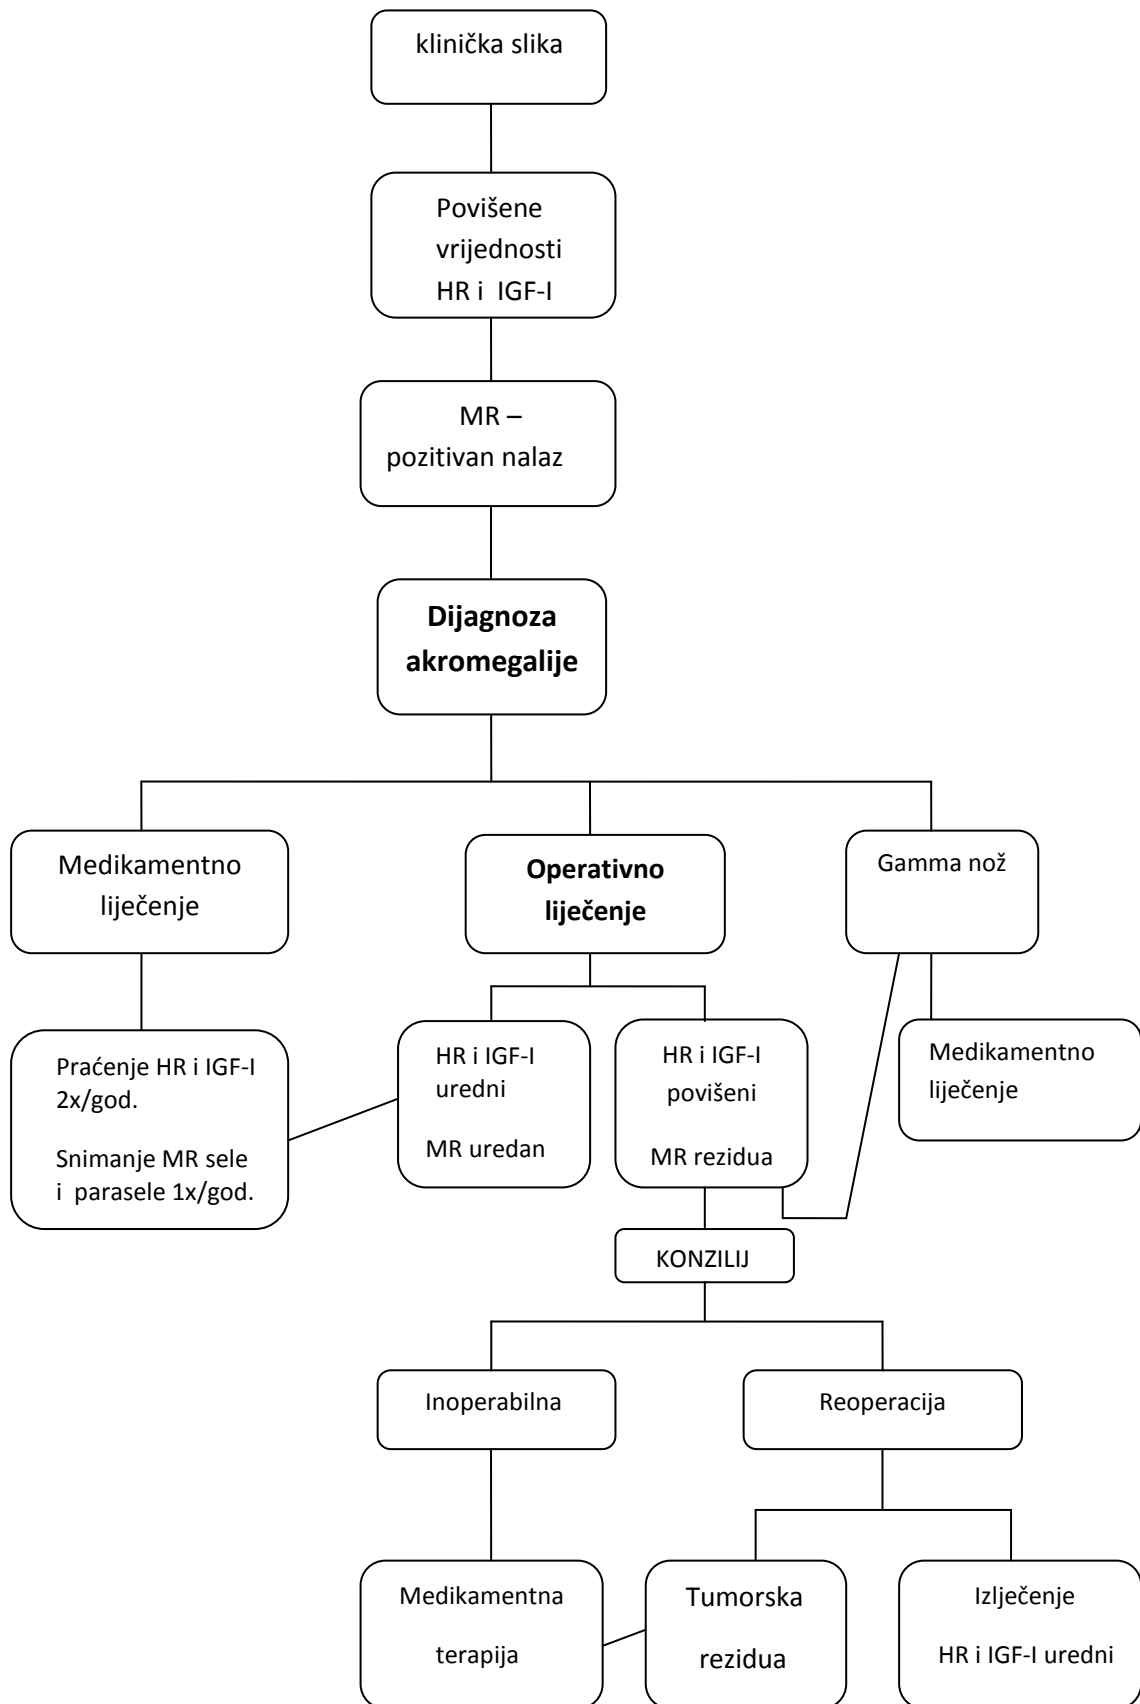 klinička slika
Povišene
vrijednosti
HR i IGF-I
MR –
pozitivan nalaz
Dijagnoza
akromegalije
Medikamentno
liječenje
Operativno
liječenje
Gamma nož
Praćenje HR i IGF-I
2x/god.
Snimanje MR sele
i parasele 1x/god.
HR i IGF-I
uredni
MR uredan
HR i IGF-I
povišeni
MR rezidua
Medikamentno
liječenje
KONZILIJ
Inoperabilna
Reoperacija
Medikamentna
terapija
Tumorska
rezidua
Izlječenje
HR i IGF-I uredni